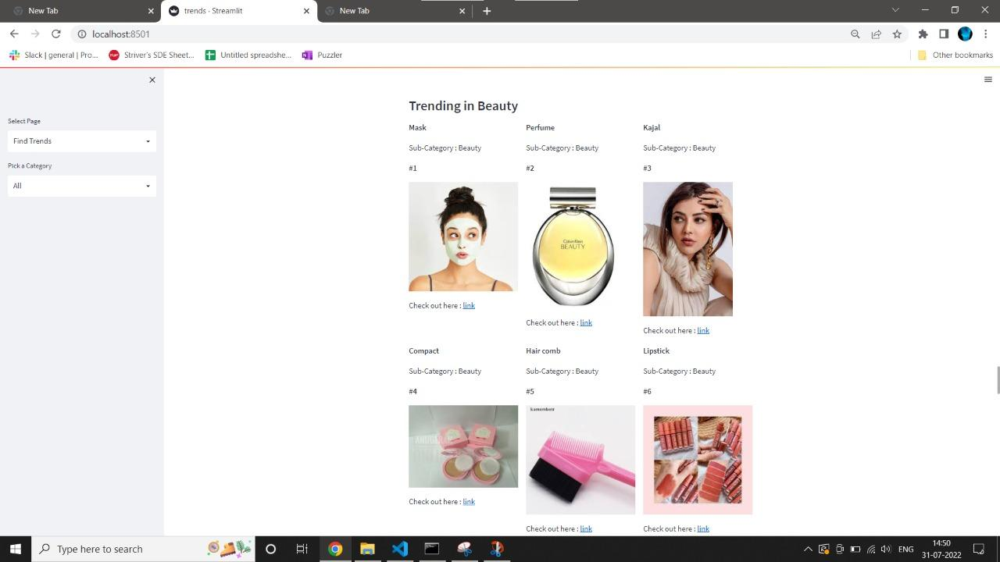 New Tab
trends · Streamlit
New Tab
localhost:8501
Slack | general | Pro...
Striver's SDE Sheet...
Untitled spreadshe...
Puzzler
Other bookmarks
Select Page
Find Trends
Pick a Category
All
Trending in Beauty
Mask
Perfume
Kajal
Sub-Category : Beauty
Sub-Category : Beauty
Sub-Category : Beauty
#1
#2
#3
Calvin Klein
BEAUTY
Check out here : link
Check out here : link
Check out here : link
Compact
Hair comb
Lipstick
Sub-Category : Beauty
Sub-Category : Beauty
Sub-Category : Beauty
#4
#5
#6
Check out here : link
Check out here : link
Check out here : link
Type here to search
ENG
14:50
31-07-2022